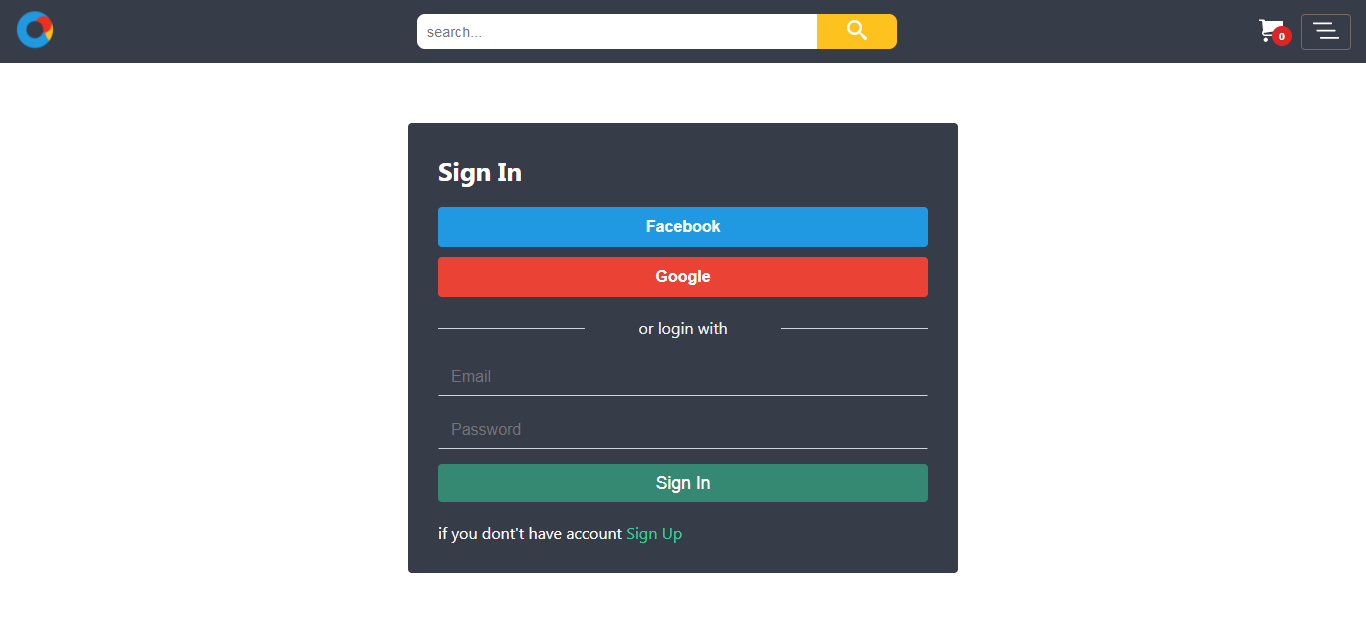 search...
0
Sign In
Facebook
Google
or login with
Email
Password
Sign In
if you dont't have account Sign Up